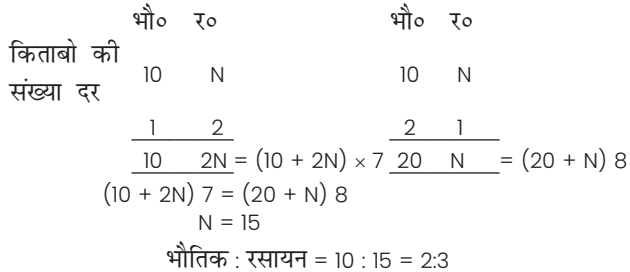 भौ० र० भौ० र०
किताबो की
संख्या दर 10 N 10 N
1 2 2 1
10 2N = (10 + 2N) × 7 20 N = (20 + N) 8
(10 + 2N) 7 = (20 + N) 8
N = 15
भौतिक : रसायन = 10 : 15 = 2:3